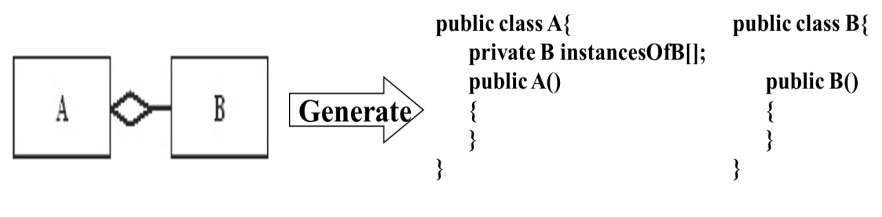 A
B
Generate
public class A{
private B instancesOfB[];
public A()
{
}
}
public class B{
public B()
{
}
}